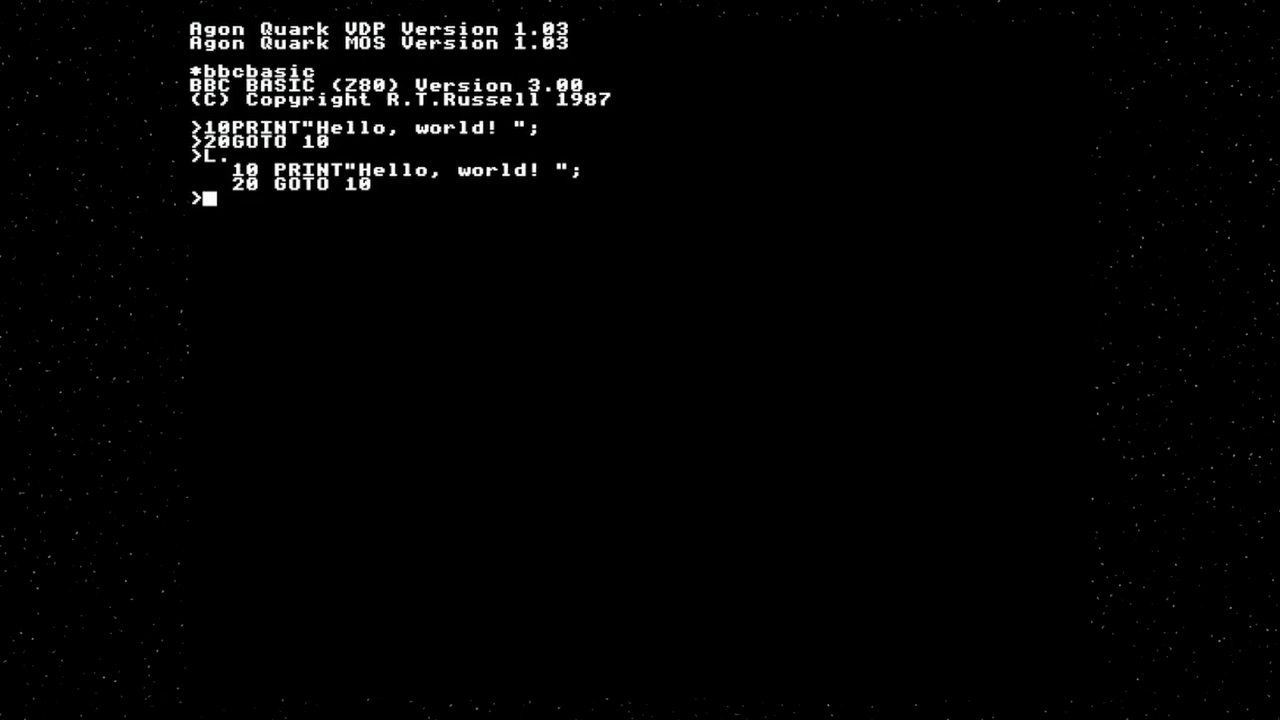 Agon Quark VDP Version 1.03
Agon Quark MOS Version 1.03
*bbcbasic
BBC BASIC (Z80) Version 3.00
(C) Copyright R.T.Russell 1987
>10PRINT"Hello, world! ";
>20GOTO 10
>L.
10 PRINT"Hello, world! ";
20 GOTO 10
>